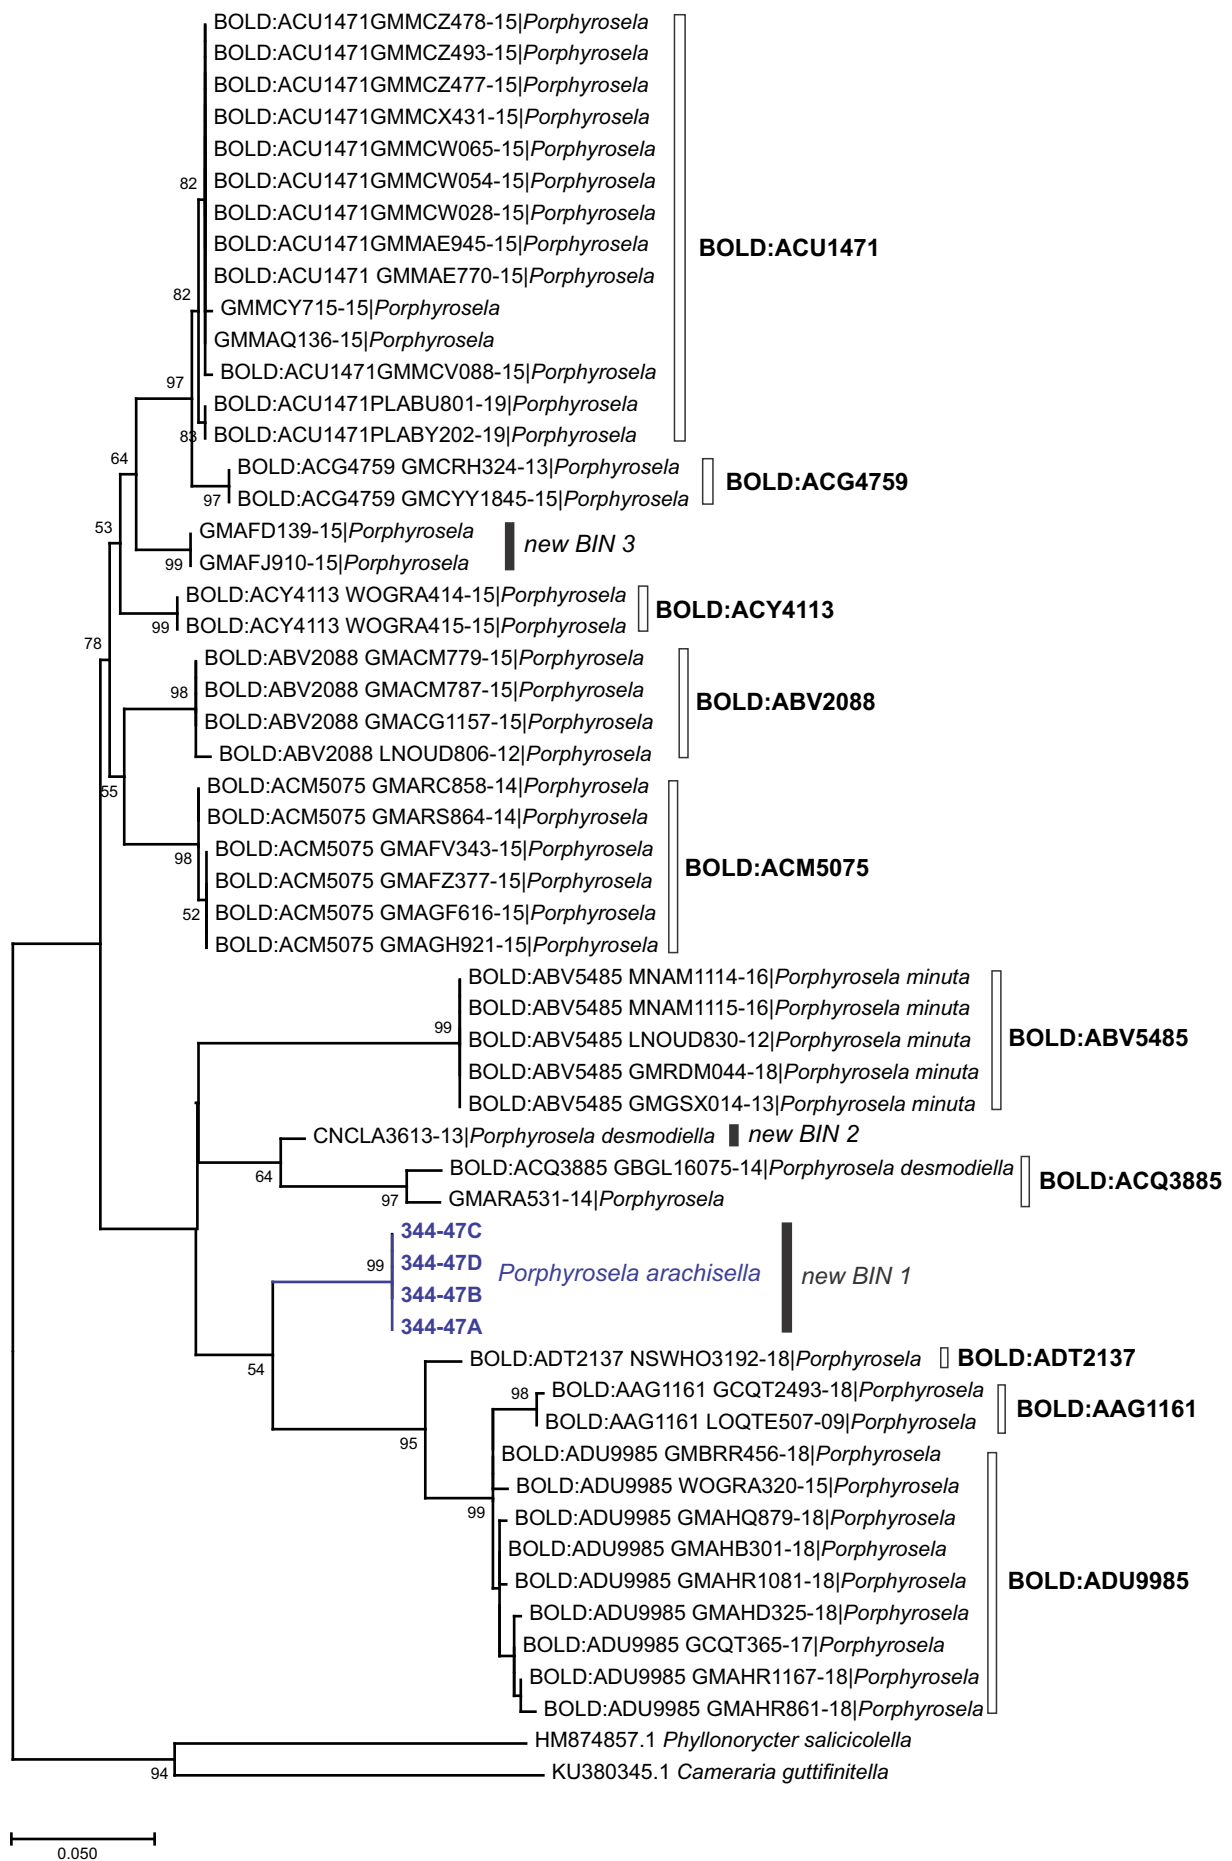 BOLD:ACU1471GMMCZ478-15|Porphyrosela
BOLD:ACU1471GMMCZ493-15|Porphyrosela
BOLD:ACU1471GMMCZ477-15|Porphyrosela
BOLD:ACU1471GMMCX431-15|Porphyrosela
BOLD:ACU1471GMMCW065-15|Porphyrosela
82 BOLD:ACU1471GMMCW054-15|Porphyrosela
BOLD:ACU1471GMMCW028-15|Porphyrosela
BOLD:ACU1471GMMAE945-15|Porphyrosela BOLD:ACU1471
BOLD:ACU1471 GMMAE770-15|Porphyrosela
82 GMMCY715-15|Porphyrosela
GMMAQ136-15|Porphyrosela
97 BOLD:ACU1471GMMCV088-15|Porphyrosela
BOLD:ACU1471PLABU801-19|Porphyrosela
83 BOLD:ACU1471PLABY202-19|Porphyrosela
64 BOLD:ACG4759 GMCRH324-13|Porphyrosela BOLD:ACG4759
97 BOLD:ACG4759 GMCYY1845-15|Porphyrosela
53 GMAFD139-15|Porphyrosela new BIN 3
99 GMAFJ910-15|Porphyrosela
BOLD:ACY4113 WOGRA414-15|Porphyrosela BOLD:ACY4113
99 BOLD:ACY4113 WOGRA415-15|Porphyrosela
78 BOLD:ABV2088 GMACM779-15|Porphyrosela
98 BOLD:ABV2088 GMACM787-15|Porphyrosela BOLD:ABV2088
BOLD:ABV2088 GMACG1157-15|Porphyrosela
BOLD:ABV2088 LNOUD806-12|Porphyrosela
55 BOLD:ACM5075 GMARC858-14|Porphyrosela
BOLD:ACM5075 GMARS864-14|Porphyrosela
98 BOLD:ACM5075 GMAFV343-15|Porphyrosela BOLD:ACM5075
BOLD:ACM5075 GMAFZ377-15|Porphyrosela
52 BOLD:ACM5075 GMAGF616-15|Porphyrosela
BOLD:ACM5075 GMAGH921-15|Porphyrosela
BOLD:ABV5485 MNAM1114-16|Porphyrosela minuta
BOLD:ABV5485 MNAM1115-16|Porphyrosela minuta
99 BOLD:ABV5485 LNOUD830-12|Porphyrosela minuta BOLD:ABV5485
BOLD:ABV5485 GMRDM044-18|Porphyrosela minuta
BOLD:ABV5485 GMGSX014-13|Porphyrosela minuta
CNCLA3613-13|Porphyrosela desmodiella new BIN 2
64 BOLD:ACQ3885 GBGL16075-14|Porphyrosela desmodiella BOLD:ACQ3885
97 GMARA531-14|Porphyrosela
344-47C
99 344-47D Porphyrosela arachisella new BIN 1
344-47B
344-47A
54 BOLD:ADT2137 NSWHO3192-18|Porphyrosela BOLD:ADT2137
98 BOLD:AAG1161 GCQT2493-18|Porphyrosela BOLD:AAG1161
BOLD:AAG1161 LOQTE507-09|Porphyrosela
95 BOLD:ADU9985 GMBRR456-18|Porphyrosela
BOLD:ADU9985 WOGRA320-15|Porphyrosela
99 BOLD:ADU9985 GMAHQ879-18|Porphyrosela
BOLD:ADU9985 GMAHB301-18|Porphyrosela
BOLD:ADU9985 GMAHR1081-18|Porphyrosela BOLD:ADU9985
BOLD:ADU9985 GMAHD325-18|Porphyrosela
BOLD:ADU9985 GCQT365-17|Porphyrosela
BOLD:ADU9985 GMAHR1167-18|Porphyrosela
BOLD:ADU9985 GMAHR861-18|Porphyrosela
HM874857.1 Phyllonorycter salicicolella
94 KU380345.1 Cameraria guttifinitella
0.050